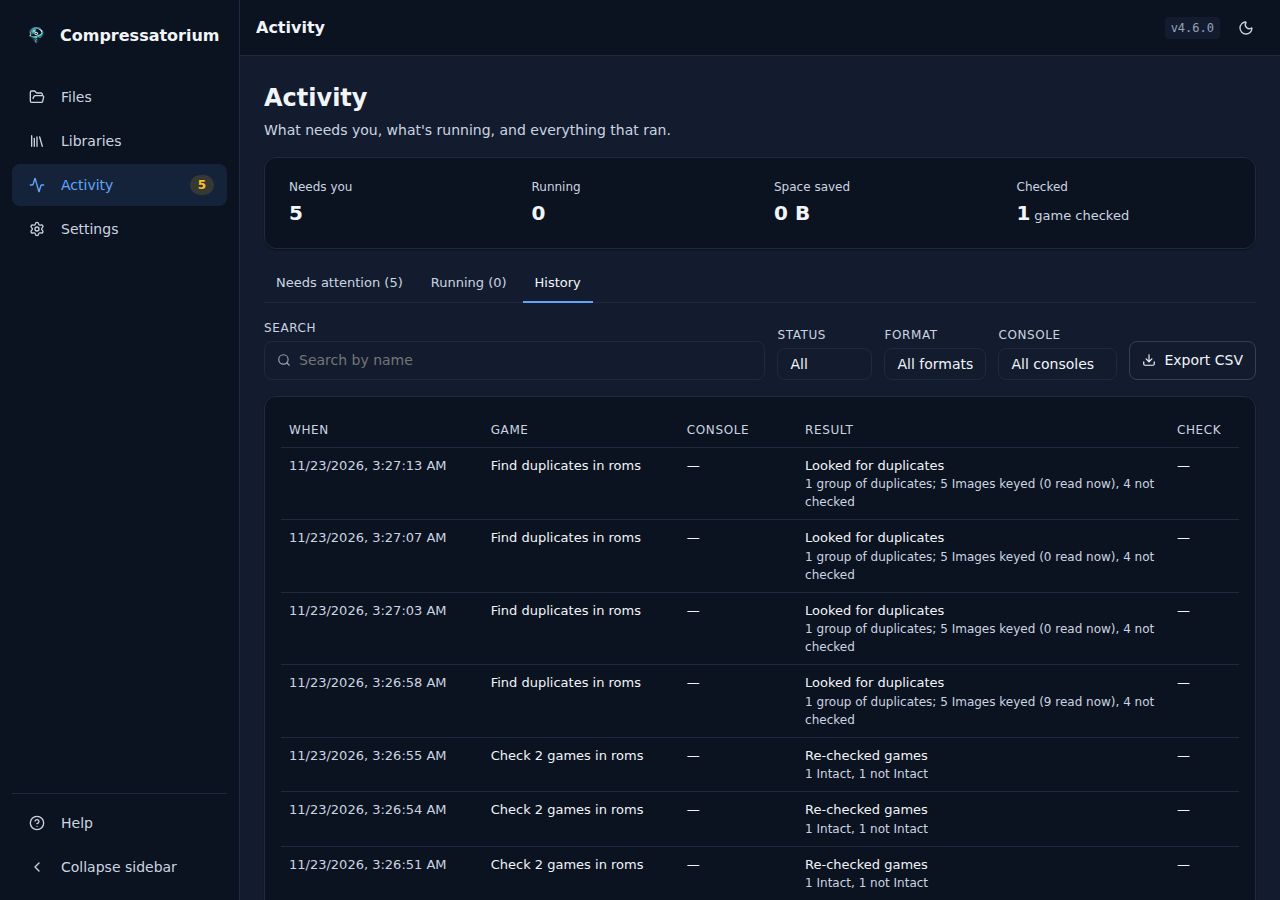 Compressatorium
Activity
v4.6.0
Files
Libraries
Activity 5
Settings
Help
Collapse sidebar
Activity
What needs you, what's running, and everything that ran.
Needs you Running Space saved Checked
5 0 0 B 1 game checked
Needs attention (5) Running (0) History
SEARCH STATUS FORMAT CONSOLE
Search by name All All formats All consoles Export CSV
WHEN GAME CONSOLE RESULT CHECK
11/23/2026, 3:27:13 AM Find duplicates in roms — Looked for duplicates —
1 group of duplicates; 5 Images keyed (0 read now), 4 not
checked
11/23/2026, 3:27:07 AM Find duplicates in roms — Looked for duplicates —
1 group of duplicates; 5 Images keyed (0 read now), 4 not
checked
11/23/2026, 3:27:03 AM Find duplicates in roms — Looked for duplicates —
1 group of duplicates; 5 Images keyed (0 read now), 4 not
checked
11/23/2026, 3:26:58 AM Find duplicates in roms — Looked for duplicates —
1 group of duplicates; 5 Images keyed (9 read now), 4 not
checked
11/23/2026, 3:26:55 AM Check 2 games in roms — Re-checked games —
1 Intact, 1 not Intact
11/23/2026, 3:26:54 AM Check 2 games in roms — Re-checked games —
1 Intact, 1 not Intact
11/23/2026, 3:26:51 AM Check 2 games in roms — Re-checked games —
1 Intact, 1 not Intact